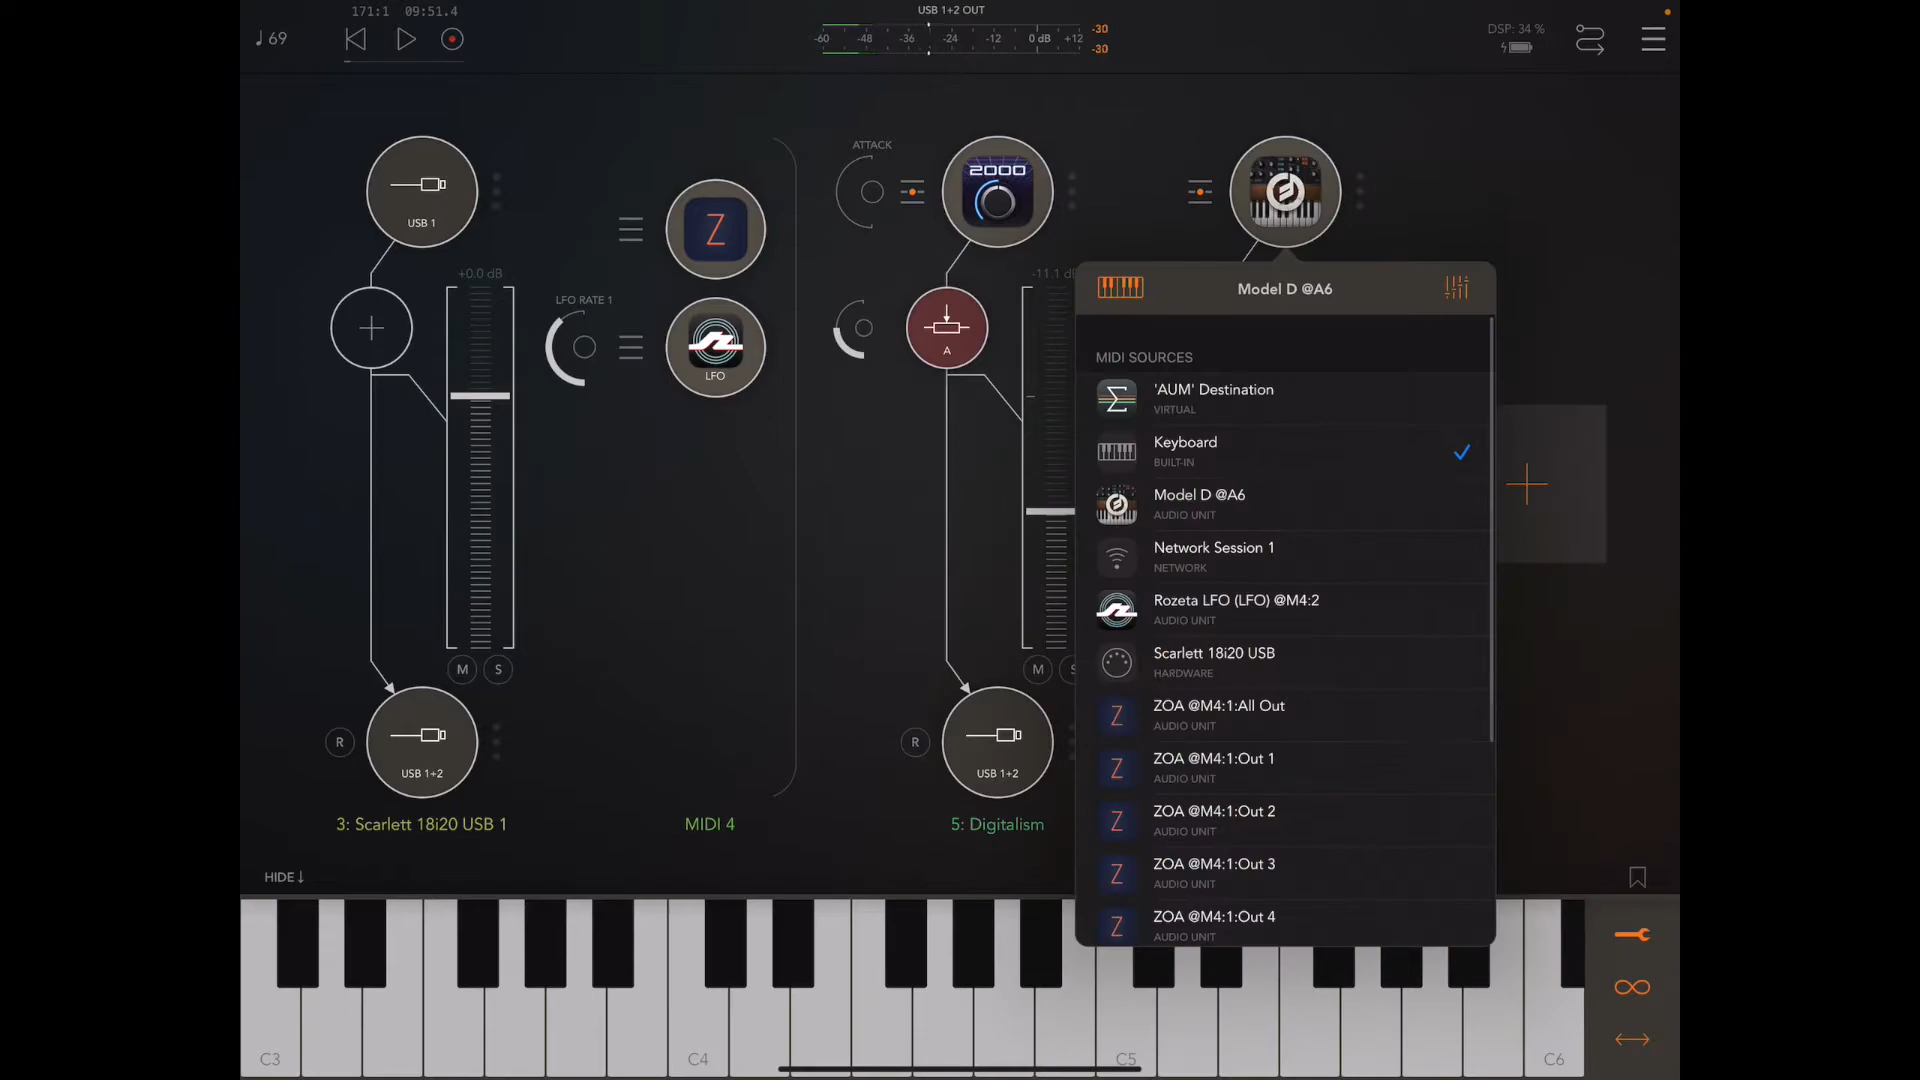 171:1 09:51.4
♩69
USB 1+2 OUT
-60 -48 -36 -24 -12 0 dB +12
-30
-30
DSP: 34 %
USB 1
+0.0 dB
LFO RATE 1
Z
LFO
ATTACK
2000
-11.1 d
A
M S
M S
R
USB 1+2
R
USB 1+2
3: Scarlett 18i20 USB 1
MIDI 4
5: Digitalism
Model D @A6
MIDI SOURCES
'AUM' Destination
VIRTUAL
Keyboard
BUILT-IN
Model D @A6
AUDIO UNIT
Network Session 1
NETWORK
Rozeta LFO (LFO) @M4:2
AUDIO UNIT
Scarlett 18i20 USB
HARDWARE
Z
ZOA @M4:1:All Out
AUDIO UNIT
Z
ZOA @M4:1:Out 1
AUDIO UNIT
Z
ZOA @M4:1:Out 2
AUDIO UNIT
Z
ZOA @M4:1:Out 3
AUDIO UNIT
Z
ZOA @M4:1:Out 4
AUDIO UNIT
HIDE↓
C3 C4 C5 C6